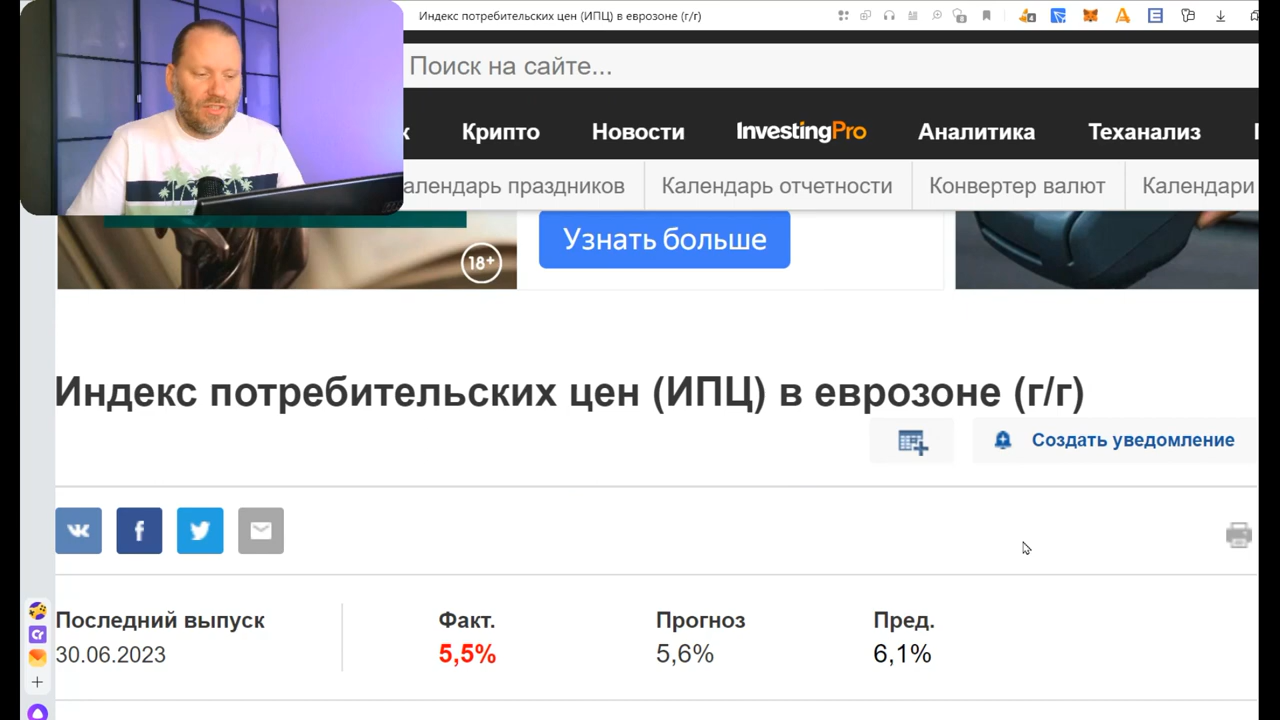 Индекс потребительских цен (ИПЦ) в еврозоне (г/г)
Поиск на сайте...
Крипто
Новости
InvestingPro
Аналитика
Теханализ
алендарь праздников
Календарь отчетности
Конвертер валют
Календари
Узнать больше
18+
Индекс потребительских цен (ИПЦ) в еврозоне (г/г)
Создать уведомление
Последний выпуск
30.06.2023
Факт.
5,5%
Прогноз
5,6%
Пред.
6,1%